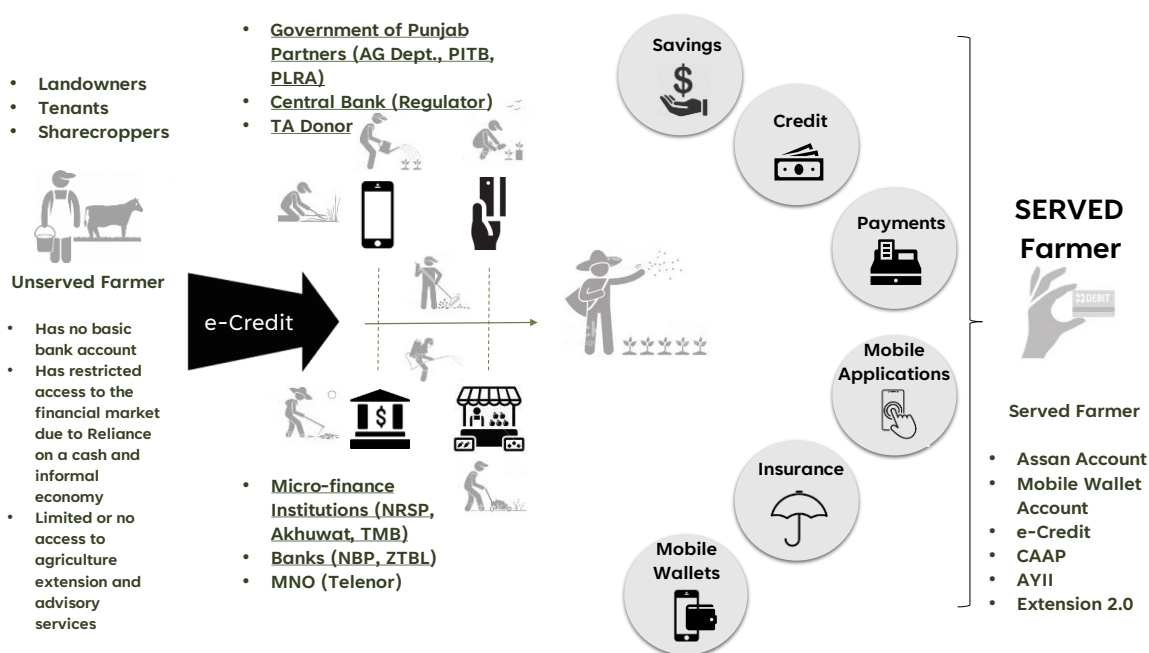 • Landowners
• Tenants
• Sharecroppers
Unserved Farmer
• Has no basic
bank account
• Has restricted
access to the
financial market
due to Reliance
on a cash and
informal
economy
• Limited or no
access to
agriculture
extension and
advisory
services
e-Credit
• Government of Punjab
Partners (AG Dept., PITB,
PLRA)
• Central Bank (Regulator)
• TA Donor
$
• Micro-finance
Institutions (NRSP,
Akhuwat, TMB)
• Banks (NBP, ZTBL)
• MNO (Telenor)
Savings
$
Credit
Payments
Mobile
Applications
Insurance
Mobile
Wallets
SERVED
Farmer
DEBIT
Served Farmer
• Assan Account
• Mobile Wallet
Account
• e-Credit
• CAAP
• AYII
• Extension 2.0